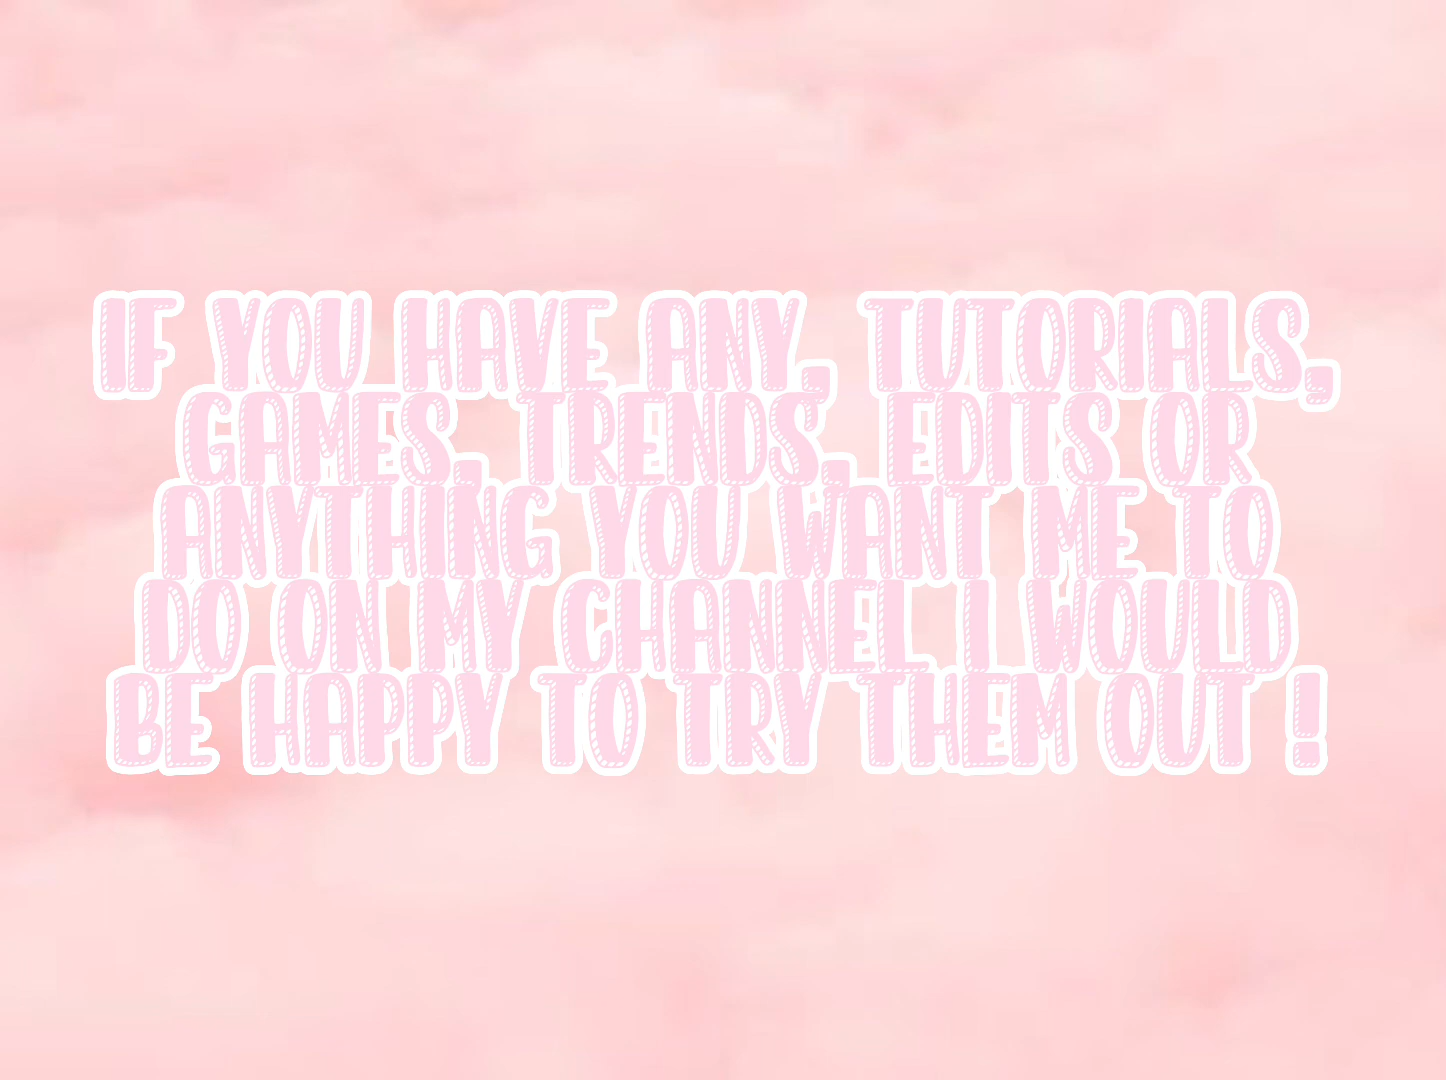 IF YOU HAVE ANY, TUTORIALS,
GAMES, TRENDS, EDITS OR
ANYTHING YOU WANT ME TO
DO ON MY CHANNEL I WOULD
BE HAPPY TO TRY THEM OUT !